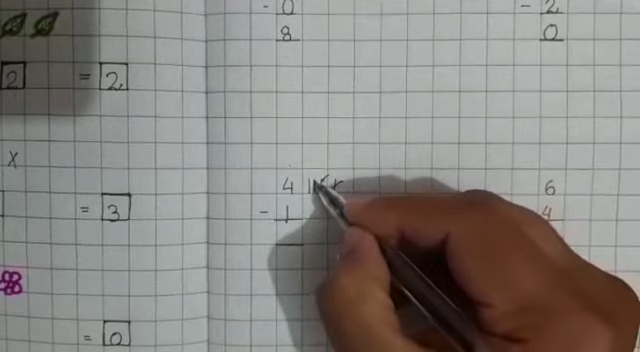 - 0 - 2
8 0
2 = 2
x
4 6
= 3 - 1 4
= 0